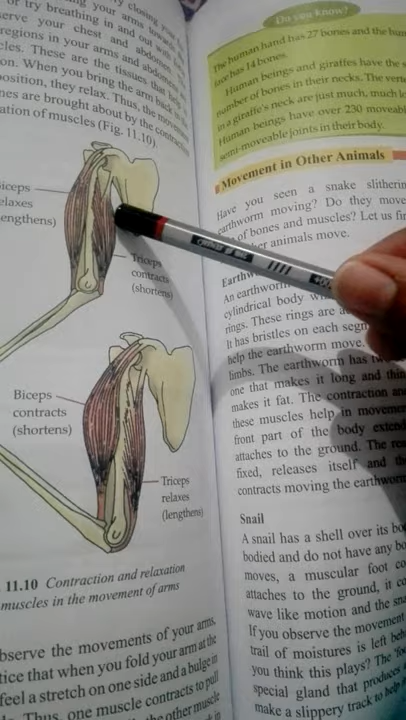 your arms
or try breathing in and out
serve your chest and
regions in your arms and abdomen
cles. These are the tissues that
on. When you bring the arm back
position, they relax. Thus, the movements
nes are brought about by the contraction
ation of muscles (Fig. 11.10).
iceps
elaxes
engthens)
Triceps
contracts
(shortens)
Biceps
contracts
(shortens)
Triceps
relaxes
(lengthens)
11.10 Contraction and relaxation
muscles in the movement of arms
bserve the movements of your arms.
tice that when you fold your arm at the
feel a stretch on one side and a bulge in
Thus, one muscle contracts to pull
the other muscle
Do you know?
The human hand has 27 bones and the hum
face has 14 bones.
Human beings and giraffes have the s
number of bones in their necks. The verte
in a giraffe's neck are just much, much la
Human beings have over 230 moveable
semi-moveable joints in their body.
Movement in Other Animals
Have you seen a snake slitherin
earthworm moving? Do they move
of bones and muscles? Let us fin
other animals move.
Earthw
An earthworm
cylindrical body
rings. These rings are
It has bristles on each segm
help the earthworm move.
limbs. The earthworm has two
one that makes it long and thin
makes it fat. The contraction and
these muscles help in movemen
front part of the body extend
attaches to the ground. The rea
fixed, releases itself and the
contracts moving the earthworm
Snail
A snail has a shell over its bo
bodied and do not have any bo
moves, a muscular foot co
attaches to the ground, it co
wave like motion and the sna
If you observe the movement
trail of moistures is left beh
you think this plays? The
special gland that produces
make a slippery track to help